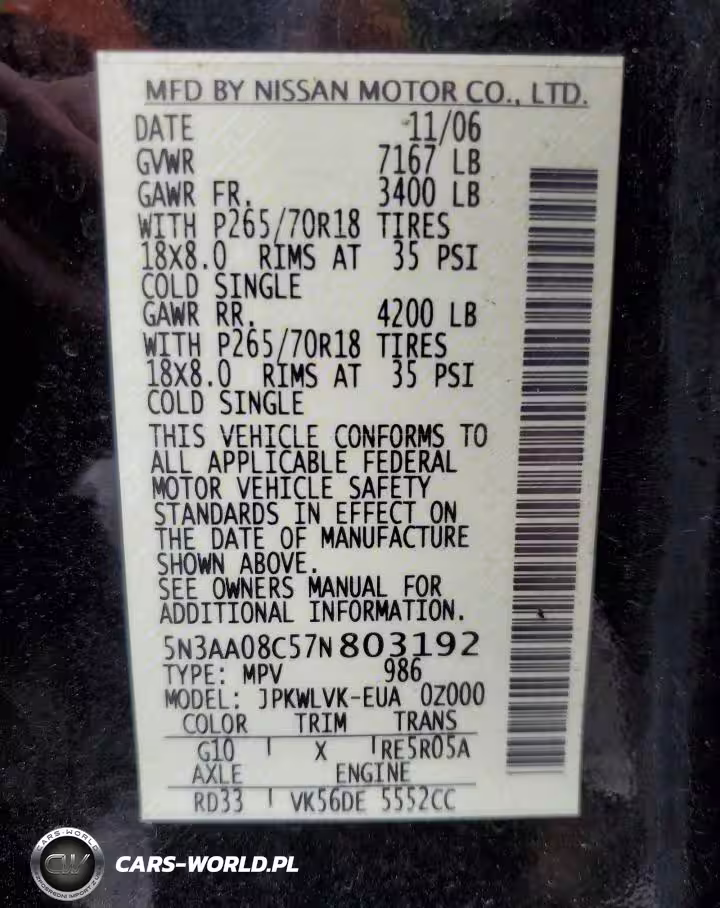 MFD BY NISSAN MOTOR CO., LTD.
DATE 11/06
GVWR 7167 LB
GAWR FR. 3400 LB
WITH P265/70R18 TIRES
18X8.0 RIMS AT 35 PSI
COLD SINGLE
GAWR RR. 4200 LB
WITH P265/70R18 TIRES
18X8.0 RIMS AT 35 PSI
COLD SINGLE
THIS VEHICLE CONFORMS TO
ALL APPLICABLE FEDERAL
MOTOR VEHICLE SAFETY
STANDARDS IN EFFECT ON
THE DATE OF MANUFACTURE
SHOWN ABOVE.
SEE OWNERS MANUAL FOR
ADDITIONAL INFORMATION.
5N3AA08C57N803192
TYPE: MPV 986
MODEL: JPKWLVK-EUA 0Z000
COLOR TRIM TRANS
G10 X RE5R05A
AXLE ENGINE
RD33 VK56DE 5552CC
CARS-WORLD
CW
CARS-WORLD.PL